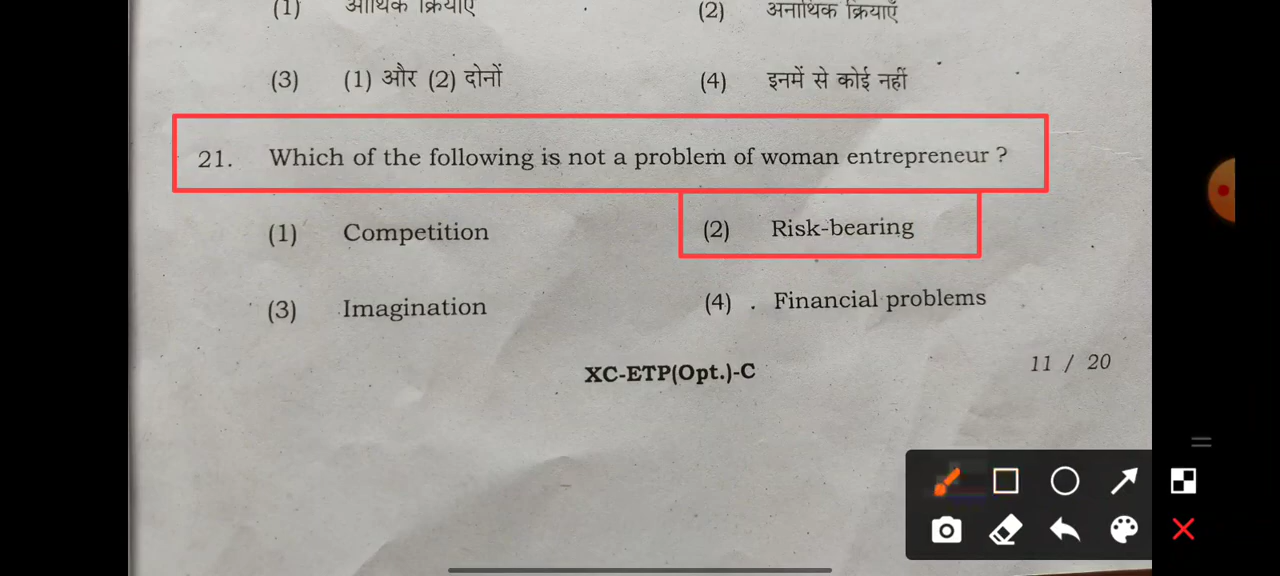 (1) आर्थिक क्रियाएँ (2) अनार्थिक क्रियाएँ
(3) (1) और (2) दोनों (4) इनमें से कोई नहीं
21. Which of the following is not a problem of woman entrepreneur ?
(1) Competition (2) Risk-bearing
(3) Imagination (4) Financial problems
XC-ETP(Opt.)-C 11 / 20